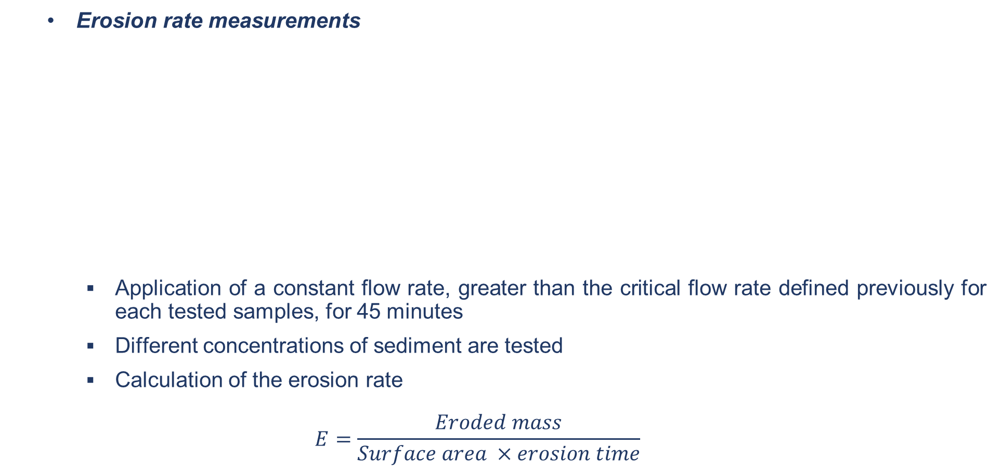 • Erosion rate measurements
▪ Application of a constant flow rate, greater than the critical flow rate defined previously for
each tested samples, for 45 minutes
▪ Different concentrations of sediment are tested
▪ Calculation of the erosion rate
Eroded mass
E =
Surface area × erosion time